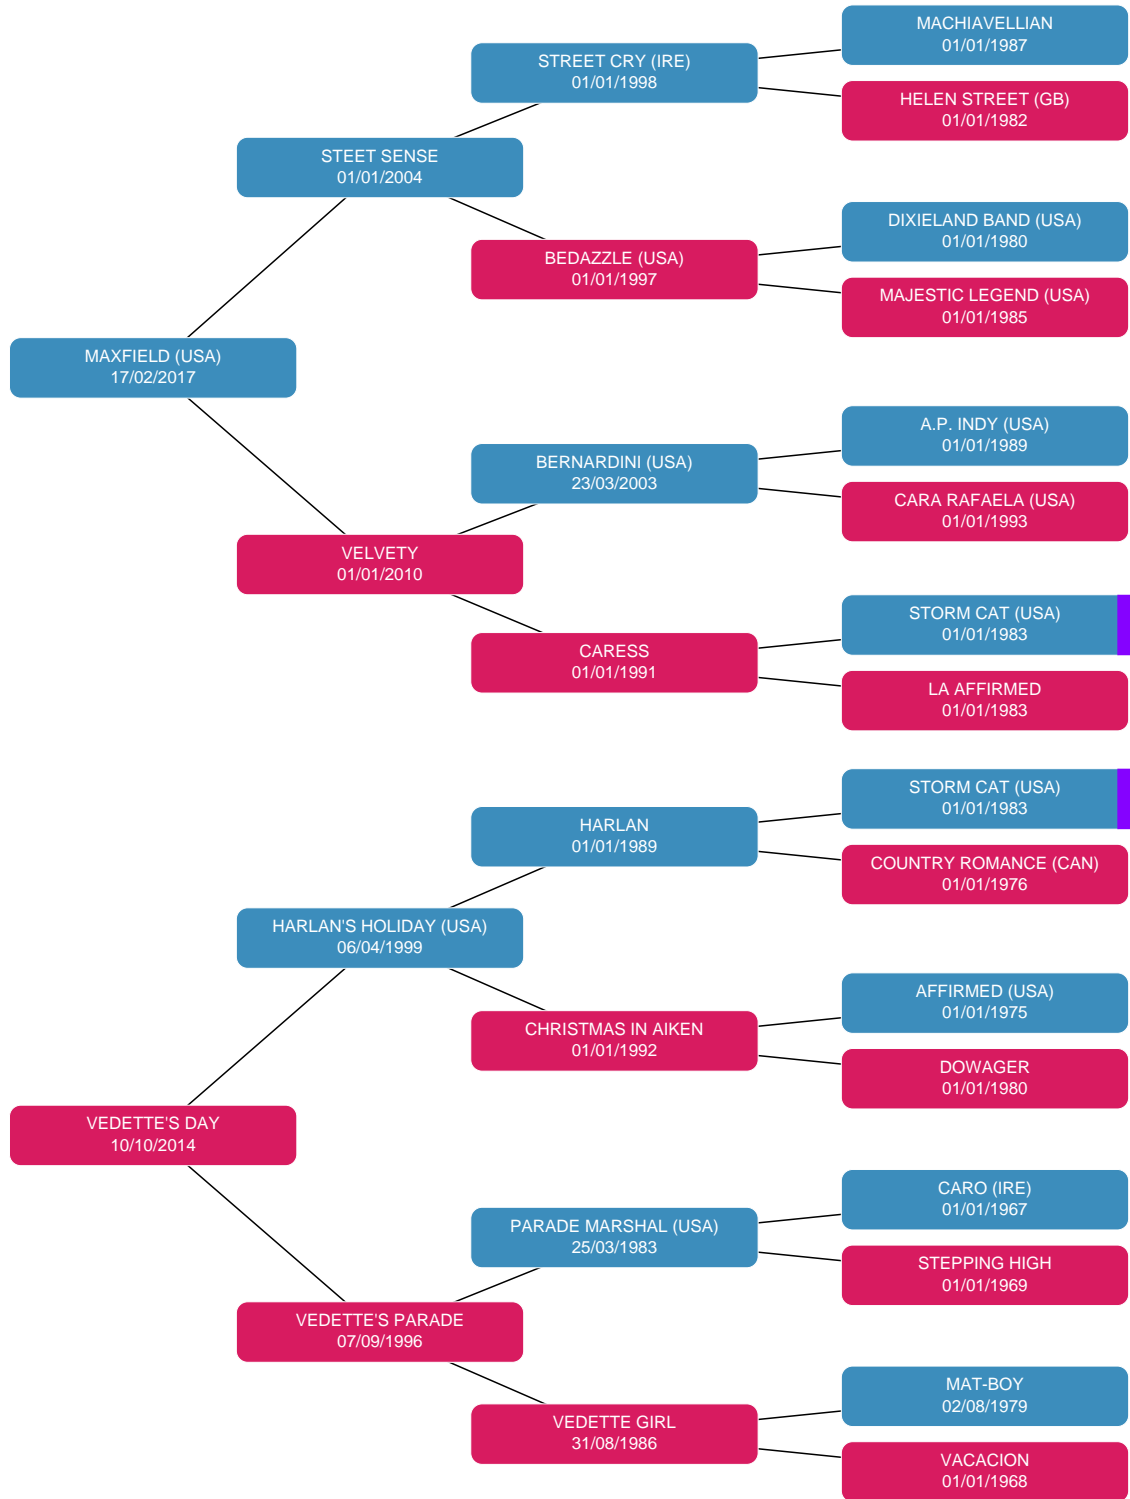 MACHIAVELLIAN
01/01/1987
STREET CRY (IRE)
01/01/1998
HELEN STREET (GB)
01/01/1982
STEET SENSE
01/01/2004
DIXIELAND BAND (USA)
01/01/1980
BEDAZZLE (USA)
01/01/1997
MAJESTIC LEGEND (USA)
01/01/1985
MAXFIELD (USA)
17/02/2017
A.P. INDY (USA)
01/01/1989
BERNARDINI (USA)
23/03/2003
CARA RAFAELA (USA)
01/01/1993
VELVETY
01/01/2010
STORM CAT (USA)
01/01/1983
CARESS
01/01/1991
LA AFFIRMED
01/01/1983
STORM CAT (USA)
01/01/1983
HARLAN
01/01/1989
COUNTRY ROMANCE (CAN)
01/01/1976
HARLAN'S HOLIDAY (USA)
06/04/1999
AFFIRMED (USA)
01/01/1975
CHRISTMAS IN AIKEN
01/01/1992
DOWAGER
01/01/1980
VEDETTE'S DAY
10/10/2014
CARO (IRE)
01/01/1967
PARADE MARSHAL (USA)
25/03/1983
STEPPING HIGH
01/01/1969
VEDETTE'S PARADE
07/09/1996
MAT-BOY
02/08/1979
VEDETTE GIRL
31/08/1986
VACACION
01/01/1968